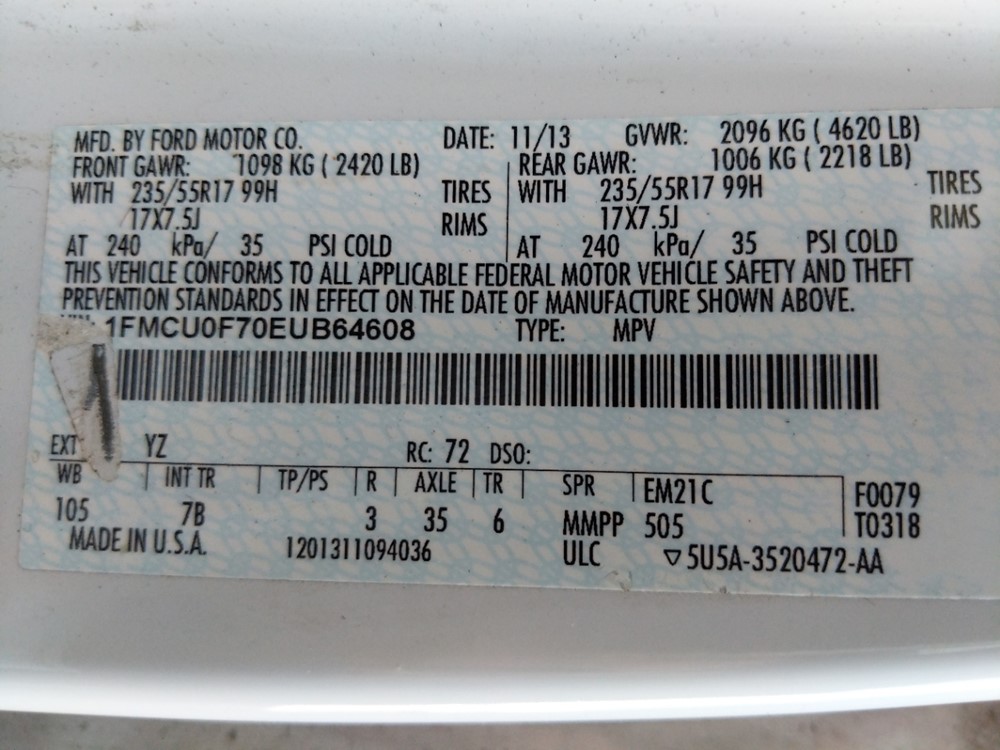 MFD. BY FORD MOTOR CO. DATE: 11/13 GVWR: 2096 KG ( 4620 LB)
FRONT GAWR: 1098 KG ( 2420 LB) REAR GAWR: 1006 KG ( 2218 LB)
WITH 235/55R17 99H TIRES WITH 235/55R17 99H TIRES
17X7.5J RIMS 17X7.5J RIMS
AT 240 kPa/ 35 PSI COLD AT 240 kPa/ 35 PSI COLD
THIS VEHICLE CONFORMS TO ALL APPLICABLE FEDERAL MOTOR VEHICLE SAFETY AND THEFT
PREVENTION STANDARDS IN EFFECT ON THE DATE OF MANUFACTURE SHOWN ABOVE.
VIN: 1FMCU0F70EUB64608 TYPE: MPV
EXT YZ RC: 72 DSO:
WB INT TR TP/PS R AXLE TR SPR EM21C F0079
105 7B 3 35 6 MMPP 505 T0318
MADE IN U.S.A. 1201311094036 ULC ▽5U5A-3520472-AA